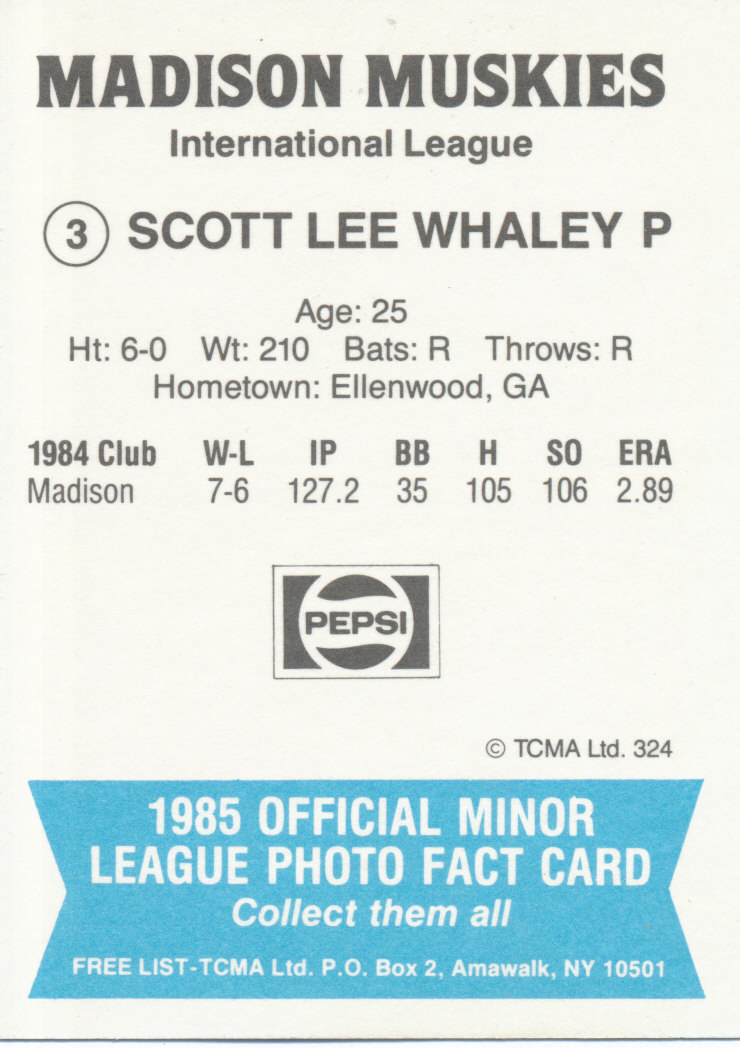 MADISON MUSKIES
International League
3 SCOTT LEE WHALEY P
Age: 25
Ht: 6-0 Wt: 210 Bats: R Throws: R
Hometown: Ellenwood, GA
1984 Club W-L IP BB H SO ERA
Madison 7-6 127.2 35 105 106 2.89
PEPSI
© TCMA Ltd. 324
1985 OFFICIAL MINOR
LEAGUE PHOTO FACT CARD
Collect them all
FREE LIST-TCMA Ltd. P.O. Box 2, Amawalk, NY 10501